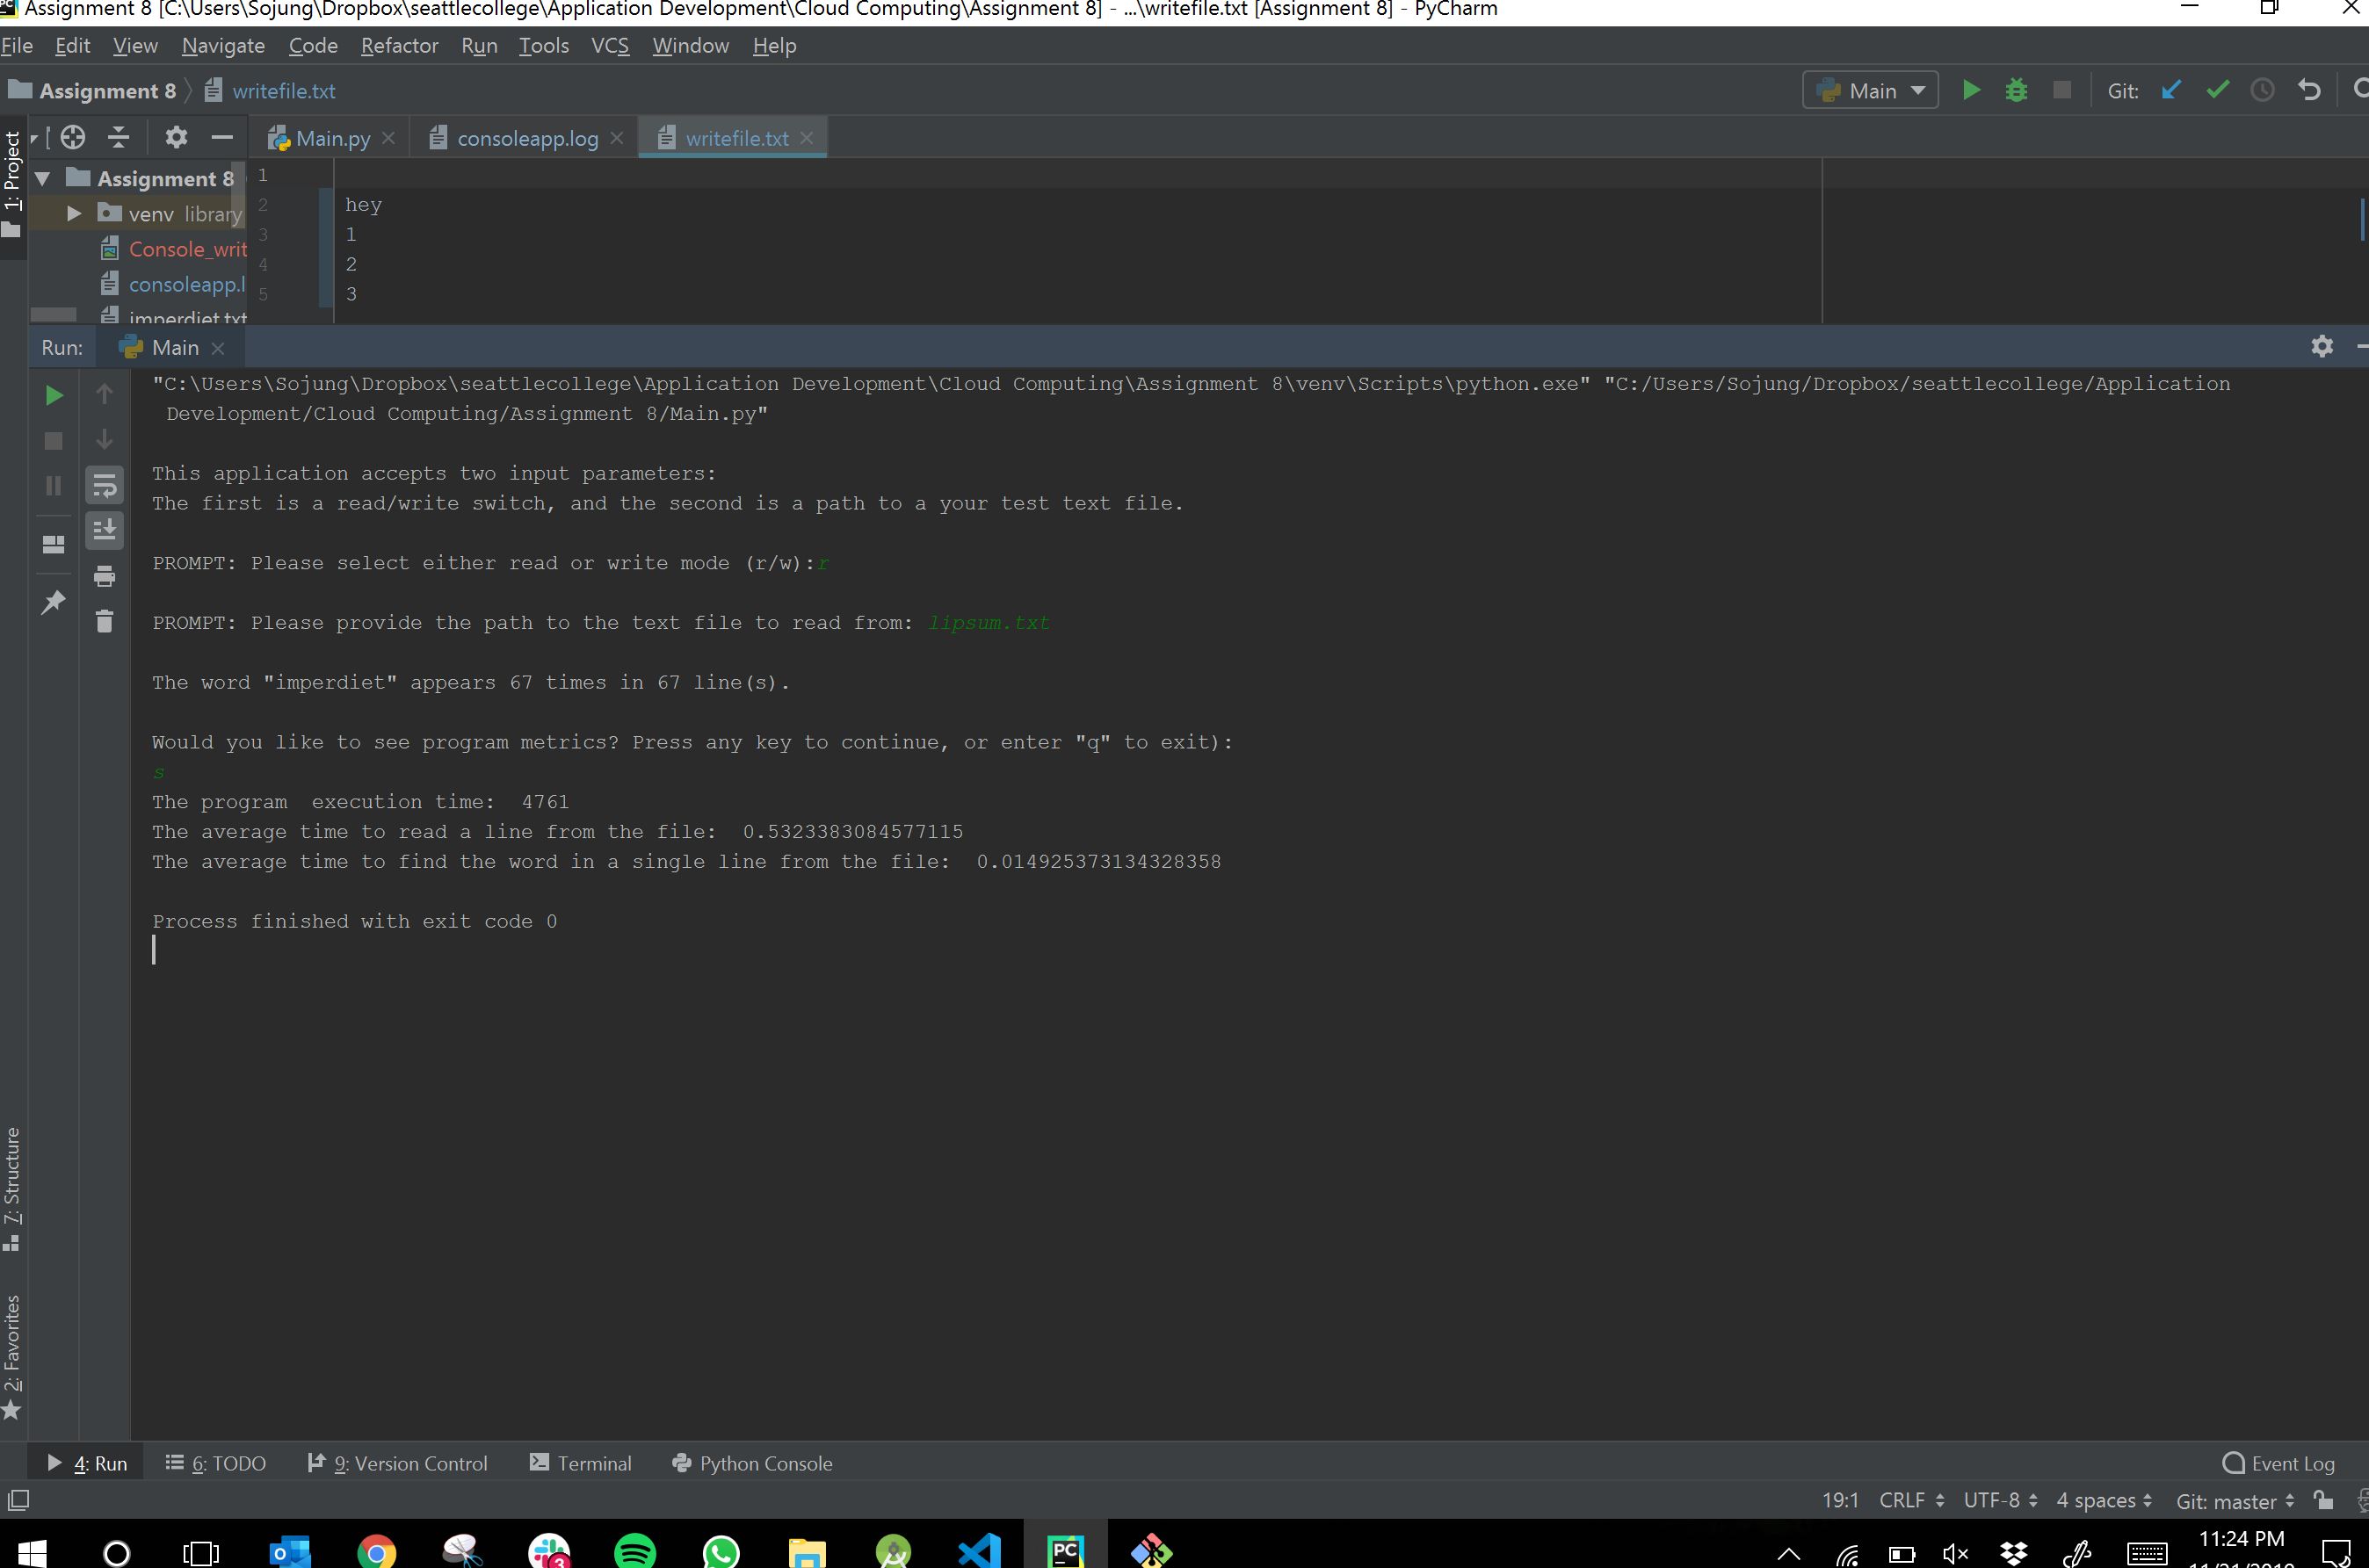 Assignment 8 [C:\Users\Sojung\Dropbox\seattlecollege\Application Development\Cloud Computing\Assignment 8] - ...\writefile.txt [Assignment 8] - PyCharm
File Edit View Navigate Code Refactor Run Tools VCS Window Help
Assignment 8 writefile.txt Main Git:
1: Project
Main.py consoleapp.log writefile.txt
Assignment 8
venv library
Console_writ
consoleapp.l
imperdiet.txt
1
2 hey
3 1
4 2
5 3
Run: Main
"C:\Users\Sojung\Dropbox\seattlecollege\Application Development\Cloud Computing\Assignment 8\venv\Scripts\python.exe" "C:/Users/Sojung/Dropbox/seattlecollege/Application
Development/Cloud Computing/Assignment 8/Main.py"
This application accepts two input parameters:
The first is a read/write switch, and the second is a path to a your test text file.
PROMPT: Please select either read or write mode (r/w):r
PROMPT: Please provide the path to the text file to read from: lipsum.txt
The word "imperdiet" appears 67 times in 67 line(s).
Would you like to see program metrics? Press any key to continue, or enter "q" to exit):
s
The program  execution time:  4761
The average time to read a line from the file:  0.5323383084577115
The average time to find the word in a single line from the file:  0.014925373134328358
Process finished with exit code 0
7: Structure
2: Favorites
4: Run 6: TODO 9: Version Control Terminal Python Console Event Log
19:1 CRLF UTF-8 4 spaces Git: master
PC
3
11:24 PM